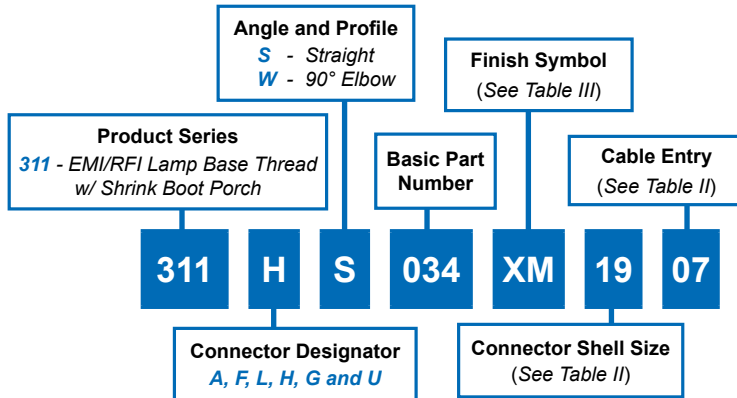 Angle and Profile
S - Straight
W - 90° Elbow
Finish Symbol
(See Table III)
Product Series
311 - EMI/RFI Lamp Base Thread
w/ Shrink Boot Porch
Basic Part
Number
Cable Entry
(See Table II)
311 H S 034 XM 19 07
Connector Designator
A, F, L, H, G and U
Connector Shell Size
(See Table II)